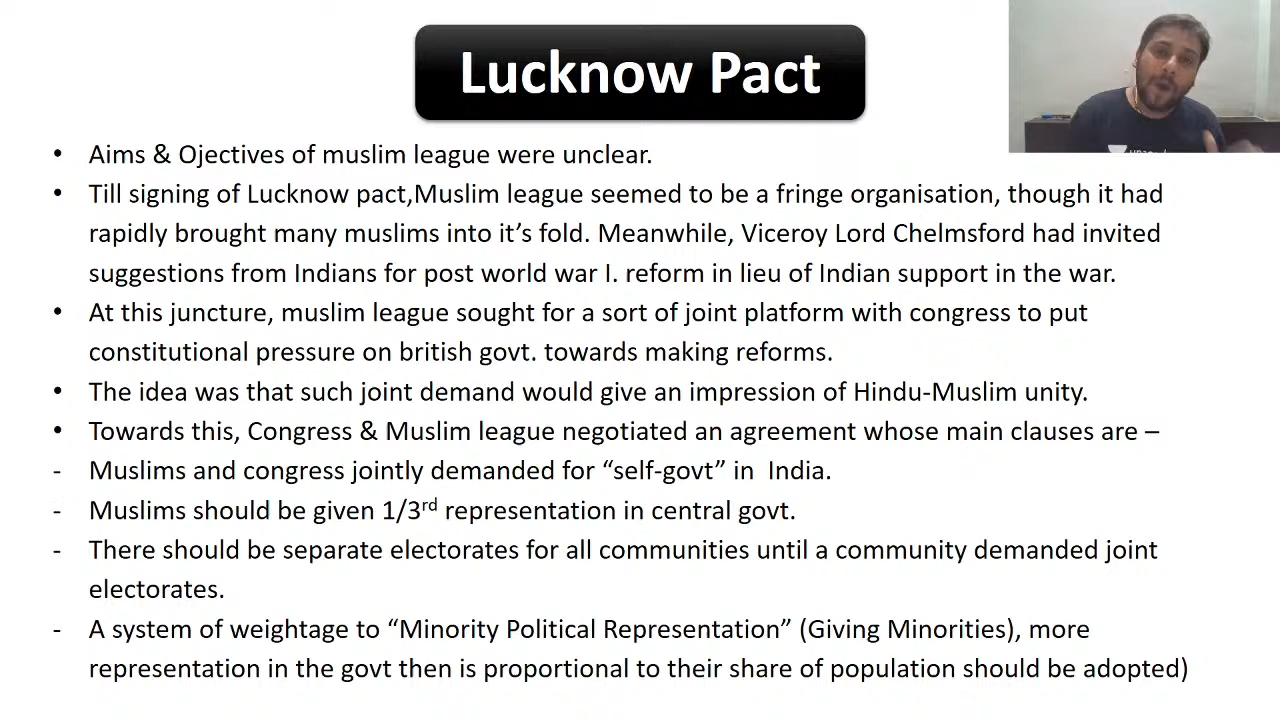 Lucknow Pact
• Aims & Ojectives of muslim league were unclear.
• Till signing of Lucknow pact,Muslim league seemed to be a fringe organisation, though it had
rapidly brought many muslims into it’s fold. Meanwhile, Viceroy Lord Chelmsford had invited
suggestions from Indians for post world war I. reform in lieu of Indian support in the war.
• At this juncture, muslim league sought for a sort of joint platform with congress to put
constitutional pressure on british govt. towards making reforms.
• The idea was that such joint demand would give an impression of Hindu-Muslim unity.
• Towards this, Congress & Muslim league negotiated an agreement whose main clauses are –
- Muslims and congress jointly demanded for “self-govt” in  India.
- Muslims should be given 1/3rd representation in central govt.
- There should be separate electorates for all communities until a community demanded joint
electorates.
- A system of weightage to “Minority Political Representation” (Giving Minorities), more
representation in the govt then is proportional to their share of population should be adopted)